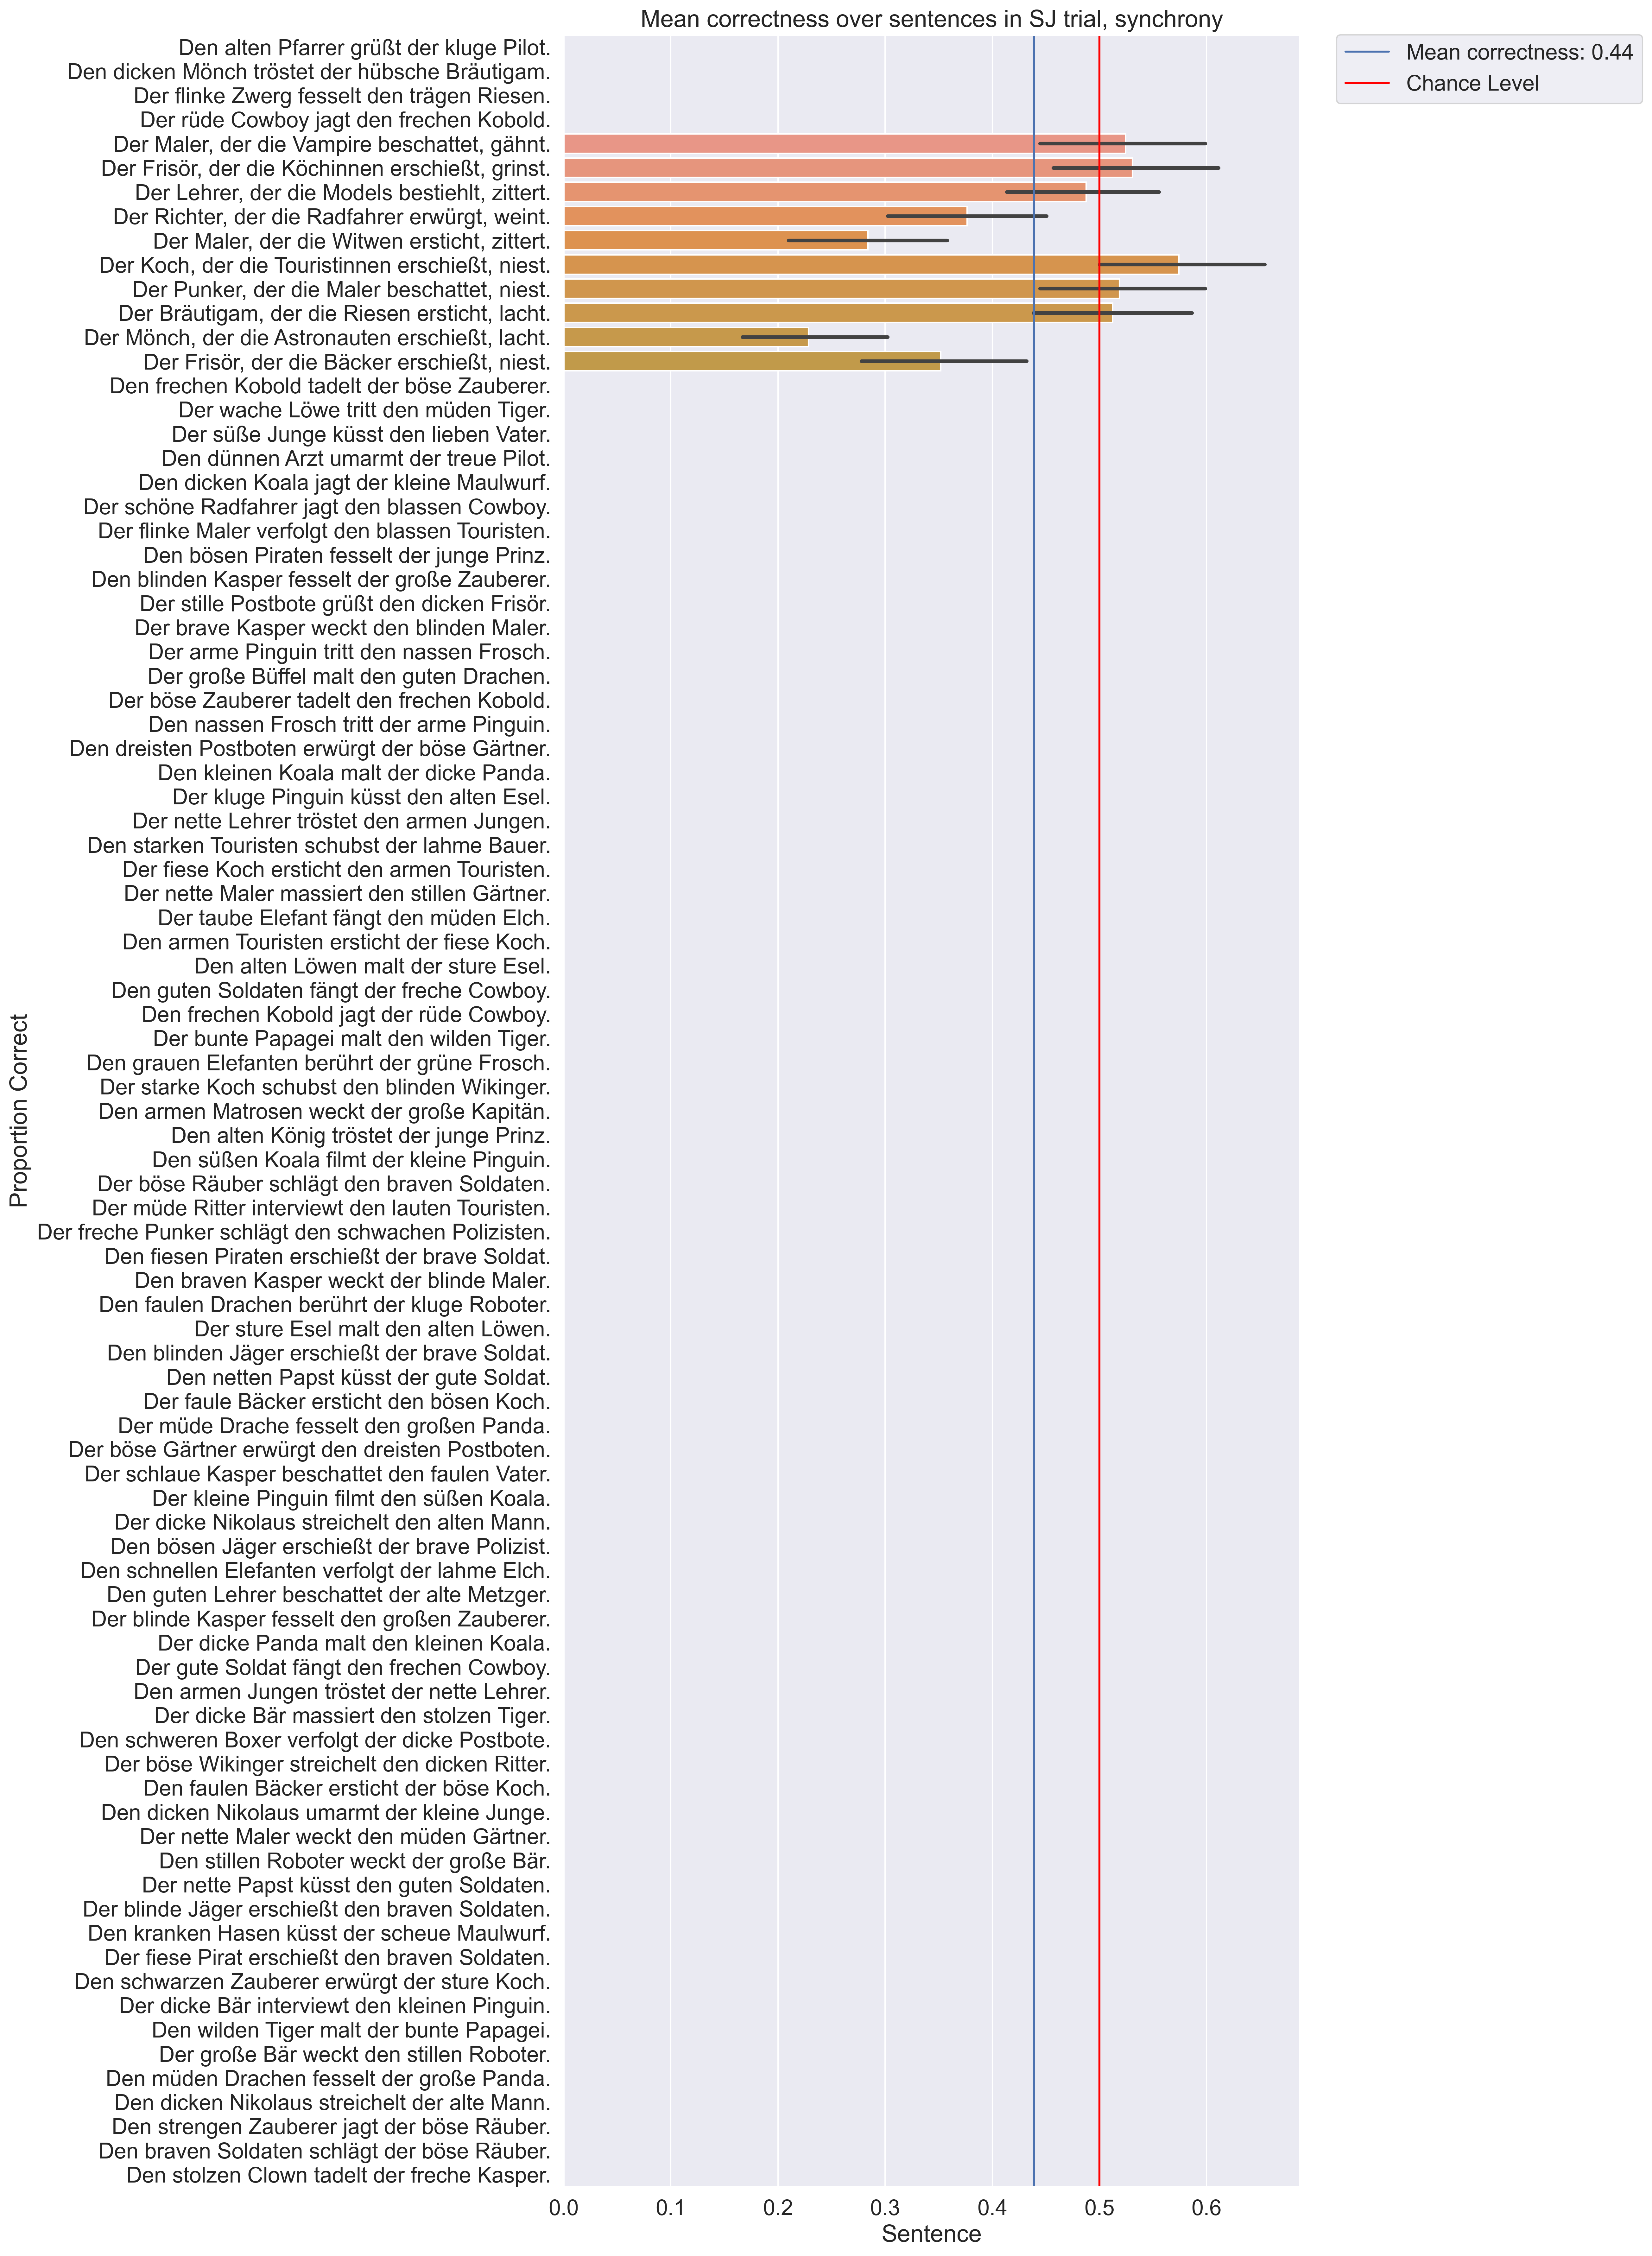 Mean correctness over sentences in SJ trial, synchrony
Mean correctness: 0.44
Chance Level
Den alten Pfarrer grüßt der kluge Pilot.
Den dicken Mönch tröstet der hübsche Bräutigam.
Der flinke Zwerg fesselt den trägen Riesen.
Der rüde Cowboy jagt den frechen Kobold.
Der Maler, der die Vampire beschattet, gähnt.
Der Frisör, der die Köchinnen erschießt, grinst.
Der Lehrer, der die Models bestiehlt, zittert.
Der Richter, der die Radfahrer erwürgt, weint.
Der Maler, der die Witwen ersticht, zittert.
Der Koch, der die Touristinnen erschießt, niest.
Der Punker, der die Maler beschattet, niest.
Der Bräutigam, der die Riesen ersticht, lacht.
Der Mönch, der die Astronauten erschießt, lacht.
Der Frisör, der die Bäcker erschießt, niest.
Den frechen Kobold tadelt der böse Zauberer.
Der wache Löwe tritt den müden Tiger.
Der süße Junge küsst den lieben Vater.
Den dünnen Arzt umarmt der treue Pilot.
Den dicken Koala jagt der kleine Maulwurf.
Der schöne Radfahrer jagt den blassen Cowboy.
Der flinke Maler verfolgt den blassen Touristen.
Den bösen Piraten fesselt der junge Prinz.
Den blinden Kasper fesselt der große Zauberer.
Der stille Postbote grüßt den dicken Frisör.
Der brave Kasper weckt den blinden Maler.
Der arme Pinguin tritt den nassen Frosch.
Der große Büffel malt den guten Drachen.
Der böse Zauberer tadelt den frechen Kobold.
Den nassen Frosch tritt der arme Pinguin.
Den dreisten Postboten erwürgt der böse Gärtner.
Den kleinen Koala malt der dicke Panda.
Der kluge Pinguin küsst den alten Esel.
Der nette Lehrer tröstet den armen Jungen.
Den starken Touristen schubst der lahme Bauer.
Der fiese Koch ersticht den armen Touristen.
Der nette Maler massiert den stillen Gärtner.
Der taube Elefant fängt den müden Elch.
Den armen Touristen ersticht der fiese Koch.
Den alten Löwen malt der sture Esel.
Den guten Soldaten fängt der freche Cowboy.
Den frechen Kobold jagt der rüde Cowboy.
Der bunte Papagei malt den wilden Tiger.
Den grauen Elefanten berührt der grüne Frosch.
Der starke Koch schubst den blinden Wikinger.
Den armen Matrosen weckt der große Kapitän.
Den alten König tröstet der junge Prinz.
Den süßen Koala filmt der kleine Pinguin.
Der böse Räuber schlägt den braven Soldaten.
Der müde Ritter interviewt den lauten Touristen.
Der freche Punker schlägt den schwachen Polizisten.
Den fiesen Piraten erschießt der brave Soldat.
Den braven Kasper weckt der blinde Maler.
Den faulen Drachen berührt der kluge Roboter.
Der sture Esel malt den alten Löwen.
Den blinden Jäger erschießt der brave Soldat.
Den netten Papst küsst der gute Soldat.
Der faule Bäcker ersticht den bösen Koch.
Der müde Drache fesselt den großen Panda.
Der böse Gärtner erwürgt den dreisten Postboten.
Der schlaue Kasper beschattet den faulen Vater.
Der kleine Pinguin filmt den süßen Koala.
Der dicke Nikolaus streichelt den alten Mann.
Den bösen Jäger erschießt der brave Polizist.
Den schnellen Elefanten verfolgt der lahme Elch.
Den guten Lehrer beschattet der alte Metzger.
Der blinde Kasper fesselt den großen Zauberer.
Der dicke Panda malt den kleinen Koala.
Der gute Soldat fängt den frechen Cowboy.
Den armen Jungen tröstet der nette Lehrer.
Der dicke Bär massiert den stolzen Tiger.
Den schweren Boxer verfolgt der dicke Postbote.
Der böse Wikinger streichelt den dicken Ritter.
Den faulen Bäcker ersticht der böse Koch.
Den dicken Nikolaus umarmt der kleine Junge.
Der nette Maler weckt den müden Gärtner.
Den stillen Roboter weckt der große Bär.
Der nette Papst küsst den guten Soldaten.
Der blinde Jäger erschießt den braven Soldaten.
Den kranken Hasen küsst der scheue Maulwurf.
Der fiese Pirat erschießt den braven Soldaten.
Den schwarzen Zauberer erwürgt der sture Koch.
Der dicke Bär interviewt den kleinen Pinguin.
Den wilden Tiger malt der bunte Papagei.
Der große Bär weckt den stillen Roboter.
Den müden Drachen fesselt der große Panda.
Den dicken Nikolaus streichelt der alte Mann.
Den strengen Zauberer jagt der böse Räuber.
Den braven Soldaten schlägt der böse Räuber.
Den stolzen Clown tadelt der freche Kasper.
Proportion Correct
0.0 0.1 0.2 0.3 0.4 0.5 0.6
Sentence